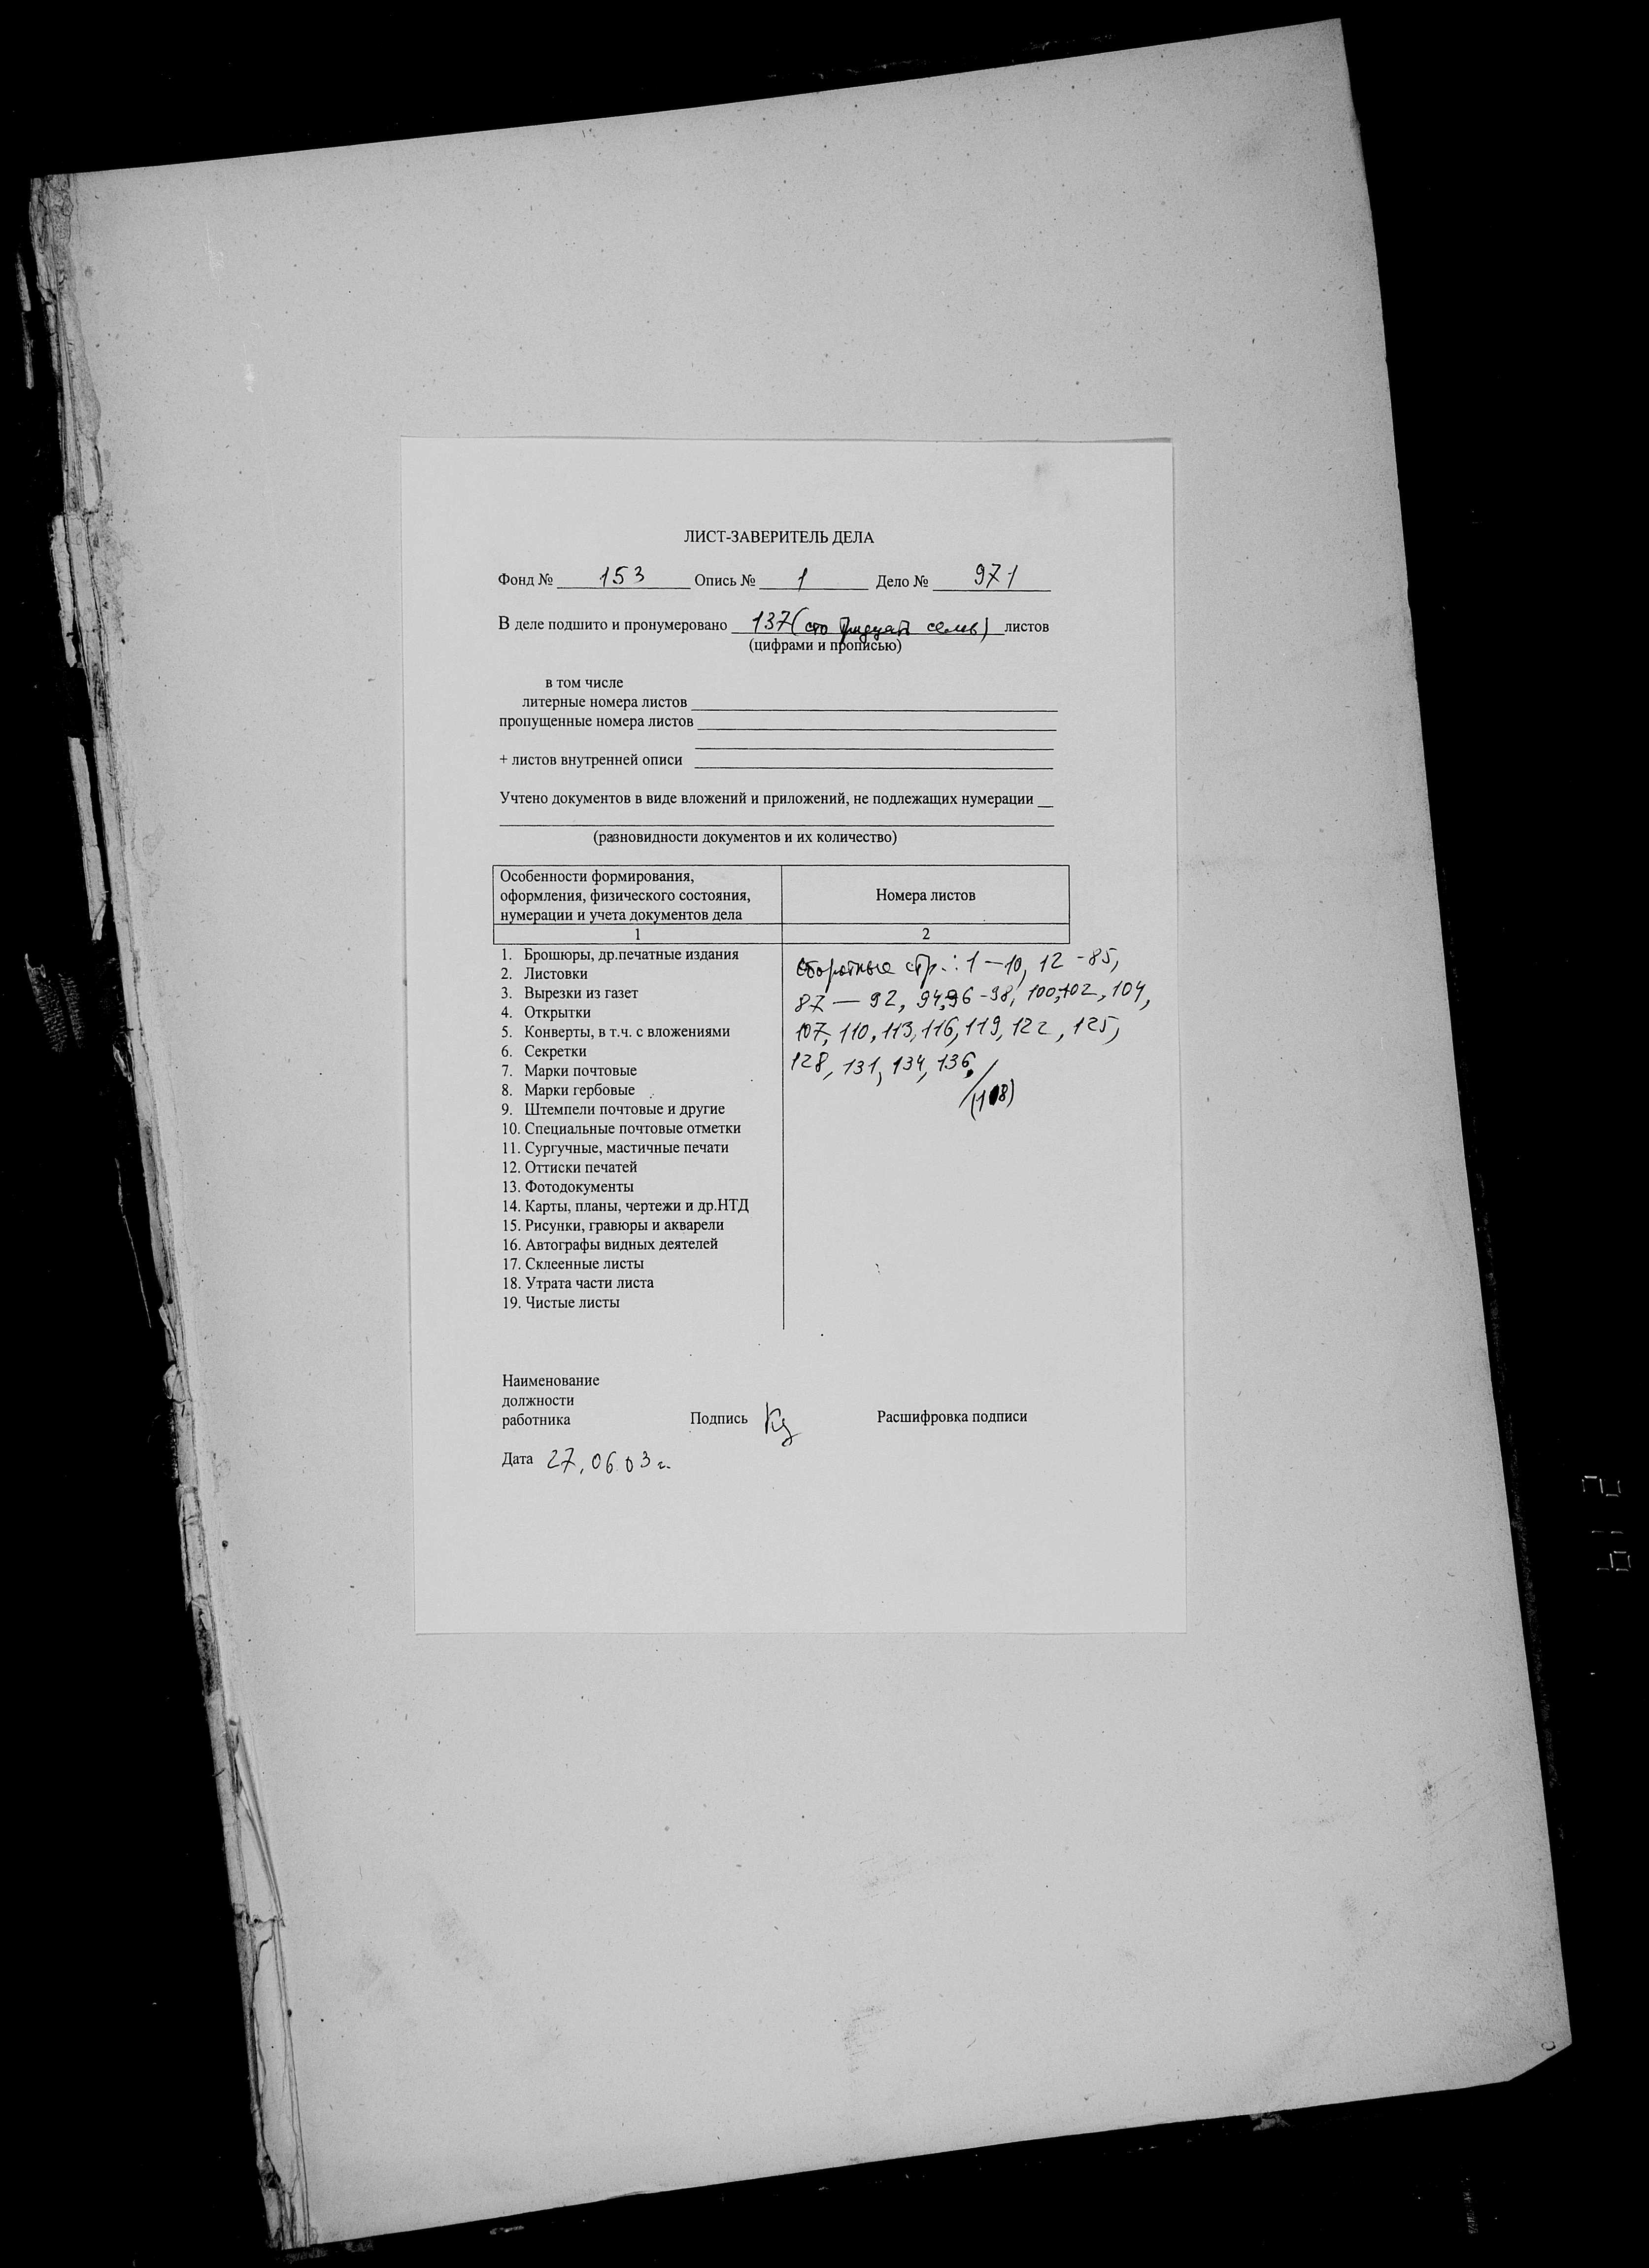 ЛИСТ-ЗАВЕРИТЕЛЬ ДЕЛА
Фонд № 153 Опись № 1 Дело № 971
В деле подшито и пронумеровано 137 (сто тридцать семь) листов
(цифрами и прописью)
в том числе
литерные номера листов
пропущенные номера листов
+ листов внутренней описи
Учтено документов в виде вложений и приложений, не подлежащих нумерации
(разновидности документов и их количество)
Особенности формирования,
оформления, физического состояния,
нумерации и учета документов дела
Номера листов
1 2
1. Брошюры, др.печатные издания
2. Листовки
3. Вырезки из газет
4. Открытки
5. Конверты, в т.ч. с вложениями
6. Секретки
7. Марки почтовые
8. Марки гербовые
9. Штемпели почтовые и другие
10. Специальные почтовые отметки
11. Сургучные, мастичные печати
12. Оттиски печатей
13. Фотодокументы
14. Карты, планы, чертежи и др.НТД
15. Рисунки, гравюры и акварели
16. Автографы видных деятелей
17. Склеенные листы
18. Утрата части листа
19. Чистые листы
Оборотные стр.: 1 – 10, 12 - 85,
87 — 92, 94, 96 - 98, 100, 102, 104,
107, 110, 113, 116, 119, 122, 125,
128, 131, 134, 136,
Наименование
должности
работника
Подпись
Расшифровка подписи
Дата 27.06.03 г.